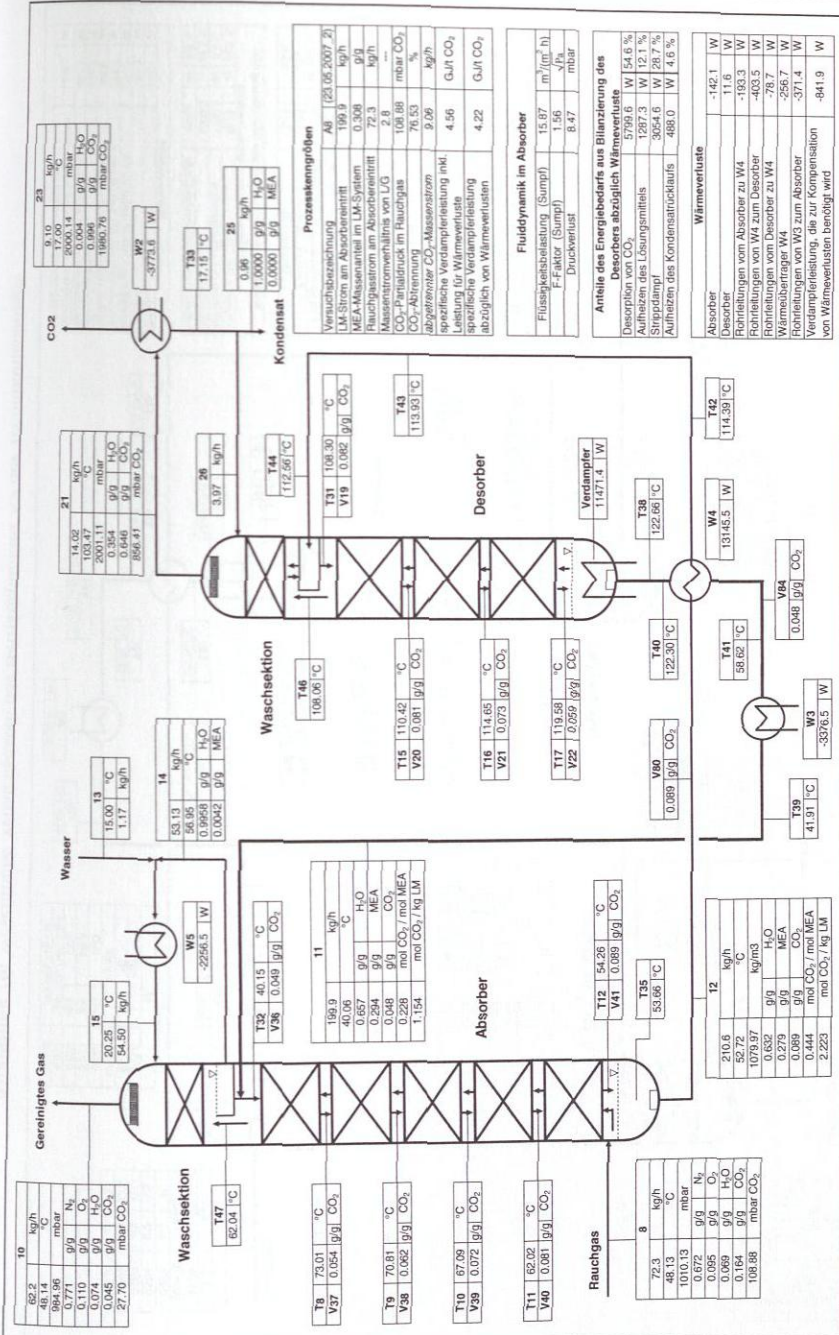 10
62.2 kg/h
48.14 °C
984.96 mbar
0.771 g/g N₂
0.110 g/g O₂
0.074 g/g H₂O
0.045 g/g CO₂
27.70 mbar CO₂
Gereinigtes Gas
Waschsektion
T47
62.04 °C
T8 73.01 °C
V37 0.054 g/g CO₂
T9 70.81 °C
V38 0.062 g/g CO₂
T10 67.09 °C
V39 0.072 g/g CO₂
T11 62.02 °C
V40 0.081 g/g CO₂
Rauchgas
8
72.3 kg/h
48.13 °C
1010.13 mbar
0.672 g/g N₂
0.095 g/g O₂
0.069 g/g H₂O
0.164 g/g CO₂
108.88 mbar CO₂
15
20.25 °C
54.50 kg/h
Wasser
13
15.00 °C
1.17 kg/h
14
53.13 kg/h
56.95 °C
0.9958 g/g H₂O
0.0042 g/g MEA
W5
-2256.5 W
T32 40.15 °C
V36 0.049 g/g CO₂
11
199.9 kg/h
40.06 °C
0.657 g/g H₂O
0.294 g/g MEA
0.048 g/g CO₂
0.228 mol CO₂ / mol MEA
1.154 mol CO₂ / kg LM
Absorber
T12 54.26 °C
V41 0.089 g/g CO₂
T35
53.66 °C
12
210.6 kg/h
52.72 °C
1079.97 kg/m3
0.632 g/g H₂O
0.279 g/g MEA
0.089 g/g CO₂
0.444 mol CO₂ / mol MEA
2.223 mol CO₂ / kg LM
T39
41.91 °C
W3
-3376.5 W
V80
0.089 g/g CO₂
T40
122.30 °C
T41
58.62 °C
V84
0.048 g/g CO₂
W4
13145.5 W
T38
122.66 °C
T42
114.39 °C
21
14.02 kg/h
103.47 °C
2001.11 mbar
0.354 g/g H₂O
0.646 g/g CO₂
856.41 mbar CO₂
CO2
23
9.10 kg/h
17.00 °C
2000.14 mbar
0.004 g/g H₂O
0.996 g/g CO₂
1980.76 mbar CO₂
W2
-3773.6 W
T33
17.15 °C
25
0.96 kg/h
1.0000 g/g H₂O
0.0000 g/g MEA
Kondensat
26
3.97 kg/h
Waschsektion
T46
108.06 °C
T44
112.56 °C
T31 108.30 °C
V19 0.082 g/g CO₂
T43
113.93 °C
T15 110.42 °C
V20 0.081 g/g CO₂
T16 114.65 °C
V21 0.073 g/g CO₂
T17 119.58 °C
V22 0.059 g/g CO₂
Desorber
Verdampfer
11471.4 W
Prozesskenngrößen
Versuchsbezeichnung A8 (23.05.2007_2)
LM-Strom am Absorbereintritt 199.9 kg/h
MEA-Massenanteil im LM-System 0.308 g/g
Rauchgasstrom am Absorbereintritt 72.3 kg/h
Massenstromverhältnis von L/G 2.8 ---
CO₂-Partialdruck im Rauchgas 108.88 mbar CO₂
CO₂-Abtrennung 76.53 %
abgetrennter CO₂-Massenstrom 9.06 kg/h
spezifische Verdampferleistung inkl.
Leistung für Wärmeverluste 4.56 GJ/t CO₂
spezifische Verdampferleistung
abzüglich von Wärmeverlusten 4.22 GJ/t CO₂
Fluiddynamik im Absorber
Flüssigkeitsbelastung (Sumpf) 15.87 m³/(m² h)
F-Faktor (Sumpf) 1.56 √Pa
Druckverlust 8.47 mbar
Anteile des Energiebedarfs aus Bilanzierung des
Desorbers abzüglich Wärmeverluste
Desorption von CO₂ 5799.6 W 54.6 %
Aufheizen des Lösungsmittels 1287.3 W 12.1 %
Strippdampf 3054.6 W 28.7 %
Aufheizen des Kondensatrücklaufs 488.0 W 4.6 %
Wärmeverluste
Absorber -142.1 W
Desorber 11.6 W
Rohrleitungen vom Absorber zu W4 -193.3 W
Rohrleitungen von W4 zum Desorber -403.5 W
Rohrleitungen vom Desorber zu W4 -78.7 W
Wärmeübertrager W4 -256.7 W
Rohrleitungen von W3 zum Absorber -371.4 W
Verdampferleistung, die zur Kompensation
von Wärmeverlusten benötigt wird -841.9 W